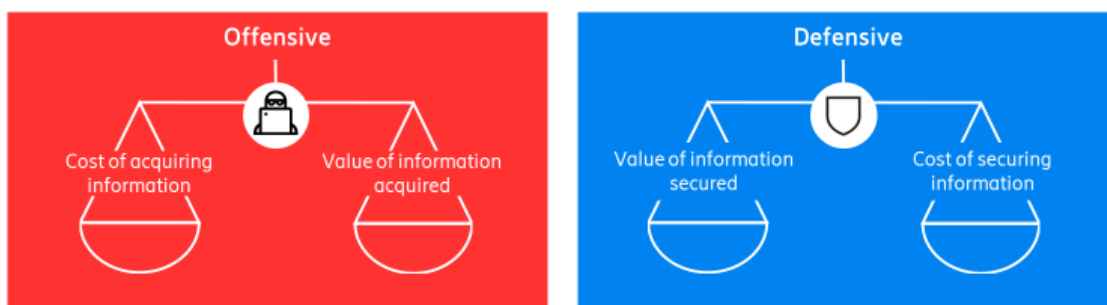 Offensive
Cost of acquiring
information
Value of information
acquired
Defensive
Value of information
secured
Cost of securing
information